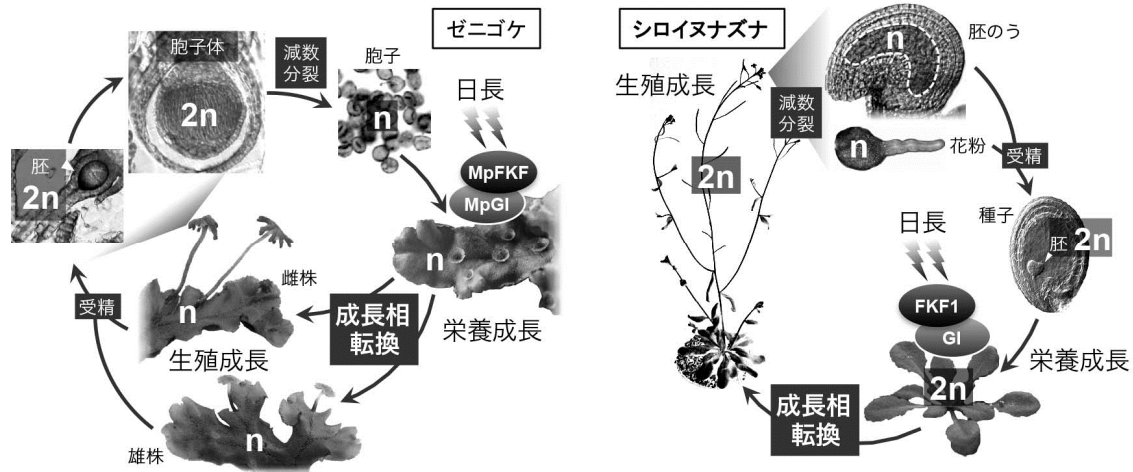 ゼニゴケ
胞子体
2n
減数
分裂
胞子
n
日長
MpFKF
MpGI
n
栄養成長
成長相
転換
雌株
n
生殖成長
n
雄株
受精
胚
2n
シロイヌナズナ
生殖成長
2n
減数
分裂
n
胚のう
n
花粉
受精
種子
胚
2n
日長
FKF1
GI
2n
栄養成長
成長相
転換